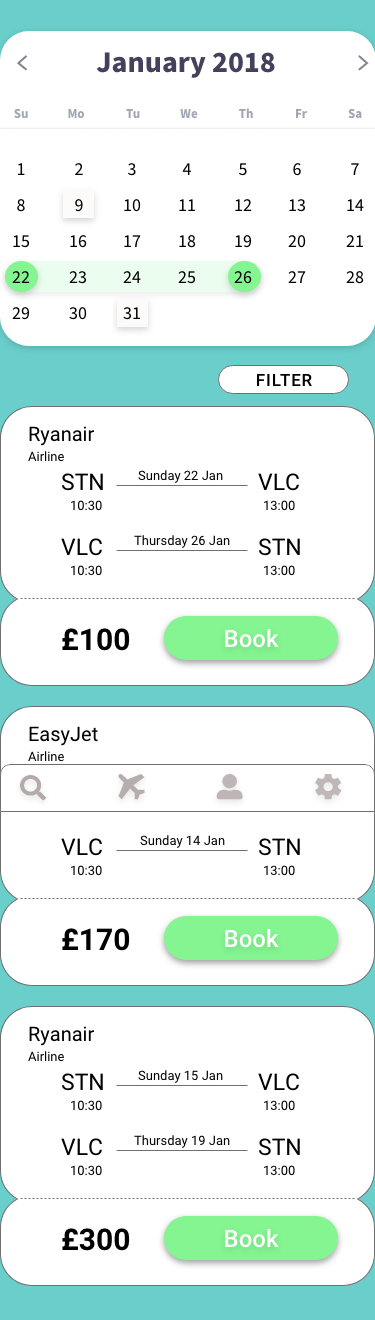 January 2018
Su Mo Tu We Th Fr Sa
1 2 3 4 5 6 7
8 9 10 11 12 13 14
15 16 17 18 19 20 21
22 23 24 25 26 27 28
29 30 31
FILTER
Ryanair
Airline
STN Sunday 22 Jan VLC
10:30 13:00
VLC Thursday 26 Jan STN
10:30 13:00
£100 Book
EasyJet
Airline
VLC Sunday 14 Jan STN
10:30 13:00
£170 Book
Ryanair
Airline
STN Sunday 15 Jan VLC
10:30 13:00
VLC Thursday 19 Jan STN
10:30 13:00
£300 Book